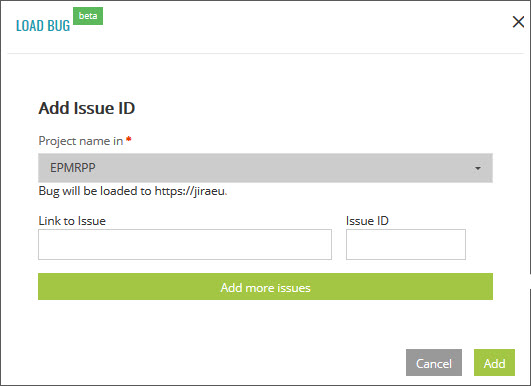 LOAD BUG beta
Add Issue ID
Project name in *
EPMRPP
Bug will be loaded to https://jiraeu.
Link to Issue Issue ID
Add more issues
Cancel Add